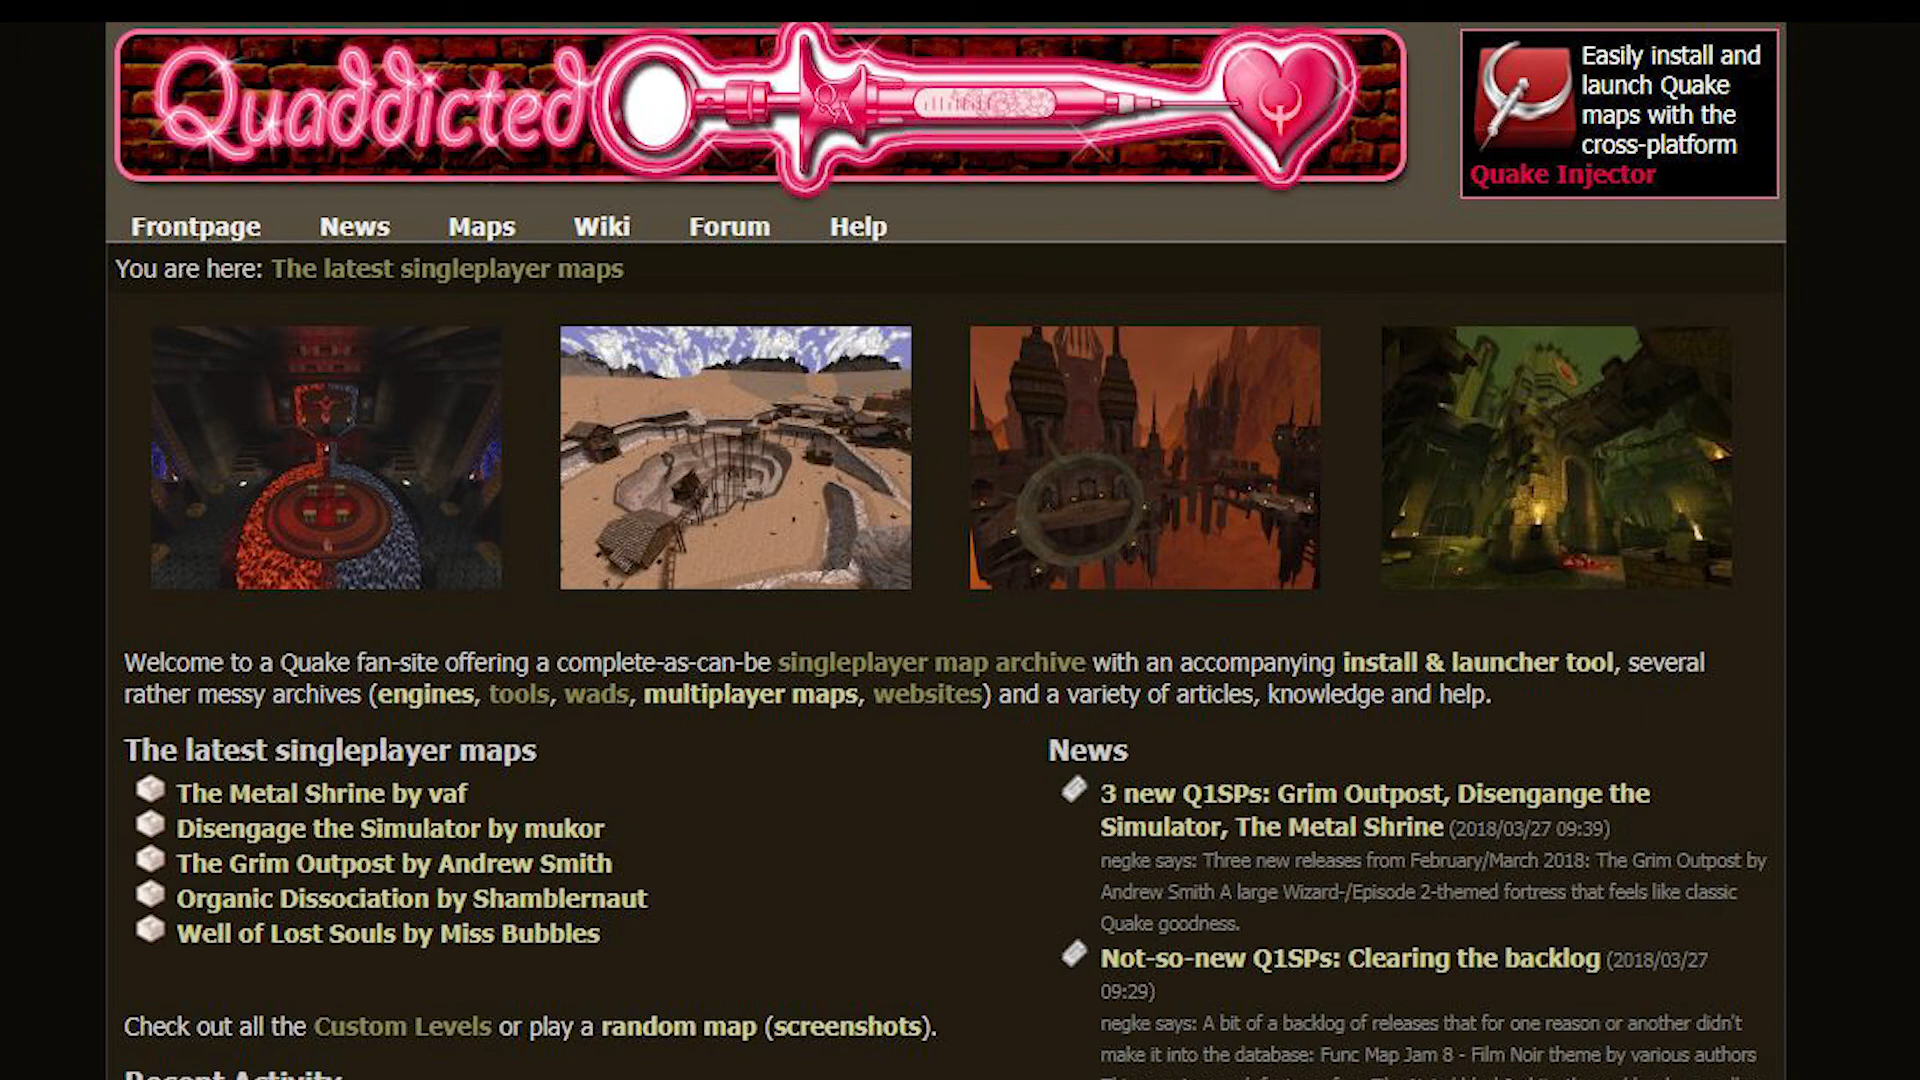 Quaddicted
Easily install and
launch Quake
maps with the
cross-platform
Quake Injector
Frontpage News Maps Wiki Forum Help
You are here: The latest singleplayer maps
Welcome to a Quake fan-site offering a complete-as-can-be singleplayer map archive with an accompanying install & launcher tool, several
rather messy archives (engines, tools, wads, multiplayer maps, websites) and a variety of articles, knowledge and help.
The latest singleplayer maps
The Metal Shrine by vaf
Disengage the Simulator by mukor
The Grim Outpost by Andrew Smith
Organic Dissociation by Shamblernaut
Well of Lost Souls by Miss Bubbles
Check out all the Custom Levels or play a random map (screenshots).
Recent Activity
News
3 new Q1SPs: Grim Outpost, Disengange the
Simulator, The Metal Shrine (2018/03/27 09:39)
negke says: Three new releases from February/March 2018: The Grim Outpost by
Andrew Smith A large Wizard-/Episode 2-themed fortress that feels like classic
Quake goodness.
Not-so-new Q1SPs: Clearing the backlog (2018/03/27
09:29)
negke says: A bit of a backlog of releases that for one reason or another didn't
make it into the database: Func Map Jam 8 - Film Noir theme by various authors